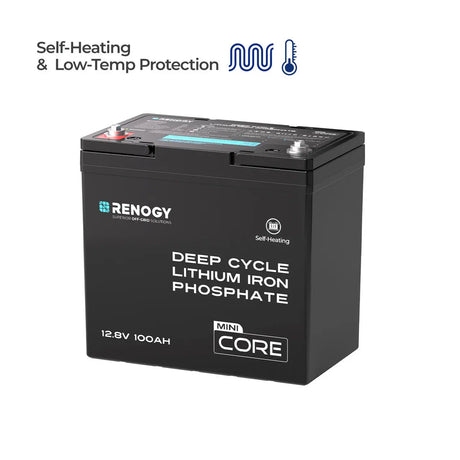 Self-Heating
& Low-Temp Protection
RENOGY
SUPERIOR OFF-GRID SOLUTIONS
Self-Heating
DEEP CYCLE
LITHIUM IRON
PHOSPHATE
12.8V 100AH
MINI
CORE